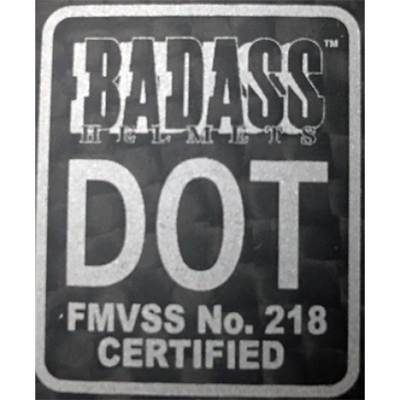 BADASS™
HELMETS
DOT
FMVSS No. 218
CERTIFIED